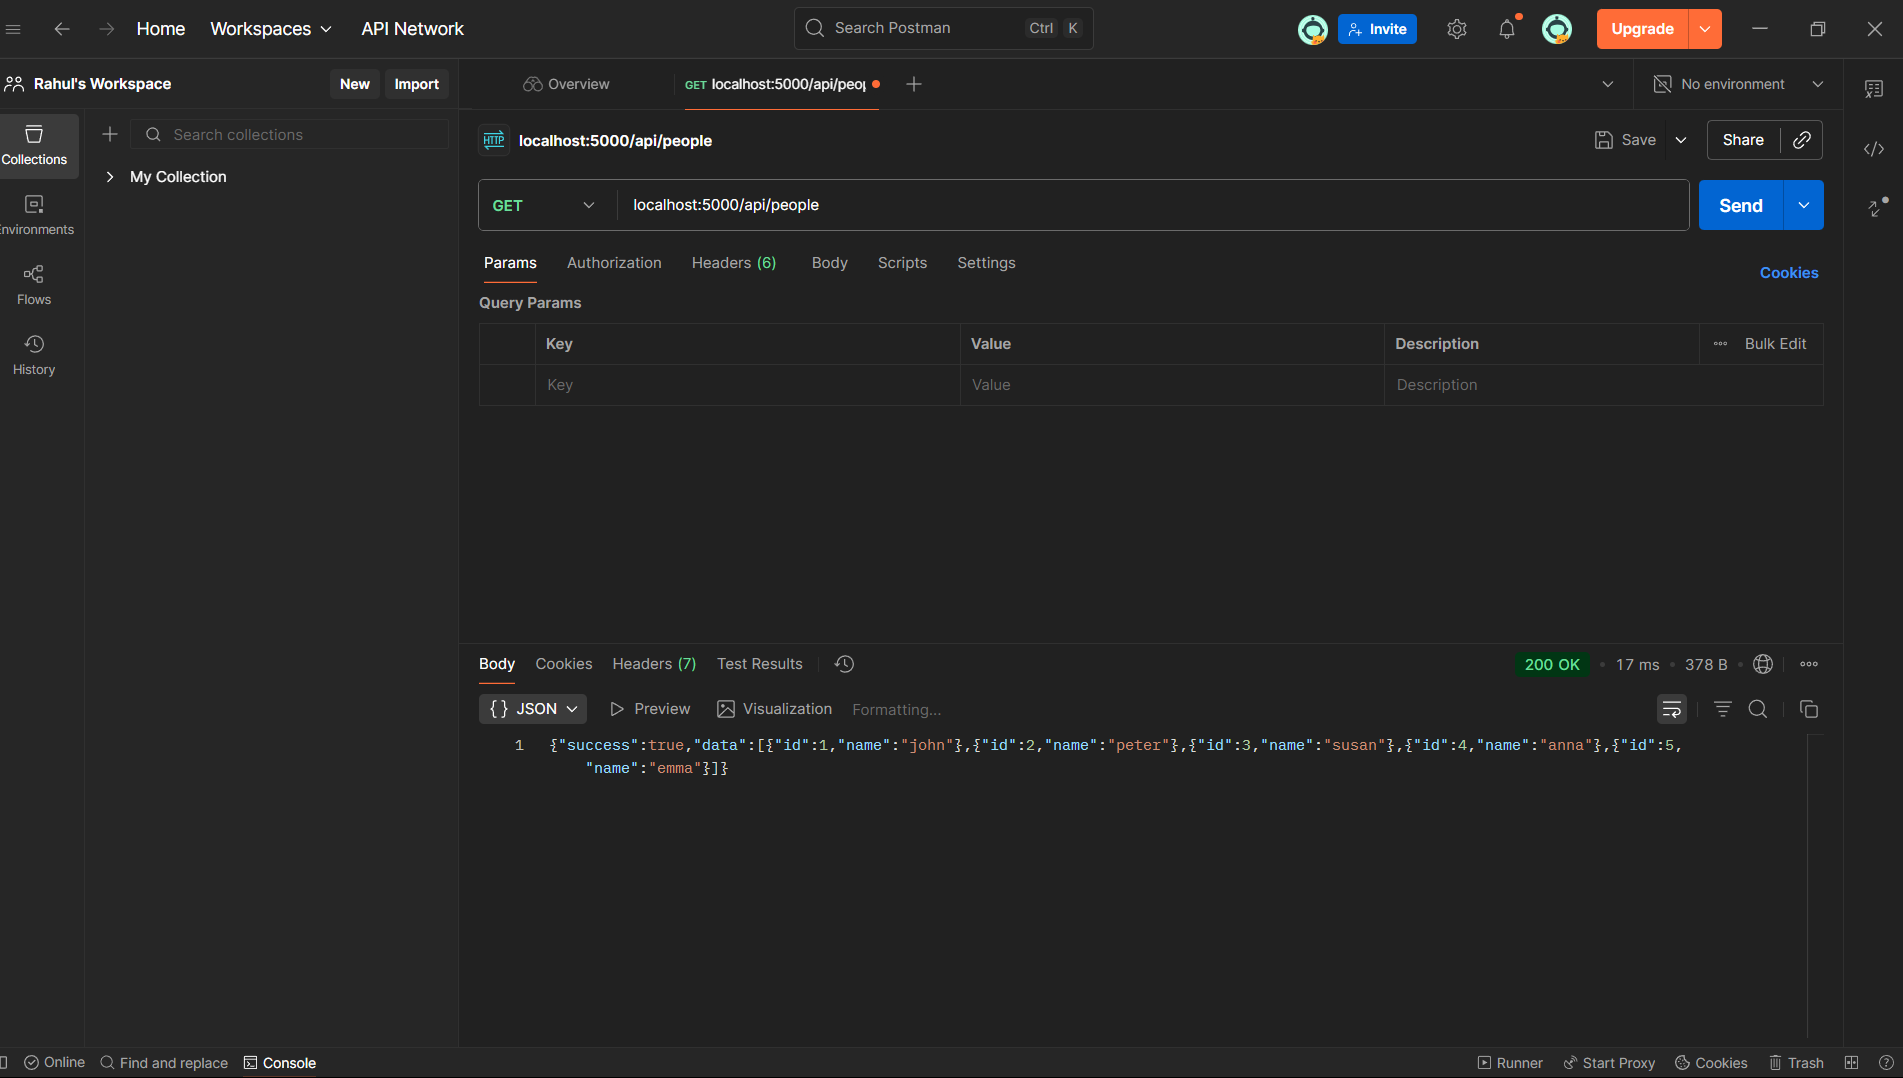 Home Workspaces API Network Search Postman Ctrl K Invite Upgrade
Rahul's Workspace New Import Overview GET localhost:5000/api/peo No environment
Search collections
Collections
My Collection
Environments
Flows
History
HTTP localhost:5000/api/people Save Share
GET localhost:5000/api/people Send
Params Authorization Headers (6) Body Scripts Settings Cookies
Query Params
Key Value Description Bulk Edit
Key Value Description
Body Cookies Headers (7) Test Results 200 OK 17 ms 378 B
{} JSON Preview Visualization Formatting...
1 {"success":true,"data":[{"id":1,"name":"john"},{"id":2,"name":"peter"},{"id":3,"name":"susan"},{"id":4,"name":"anna"},{"id":5,
"name":"emma"}]}
Online Find and replace Console Runner Start Proxy Cookies Trash